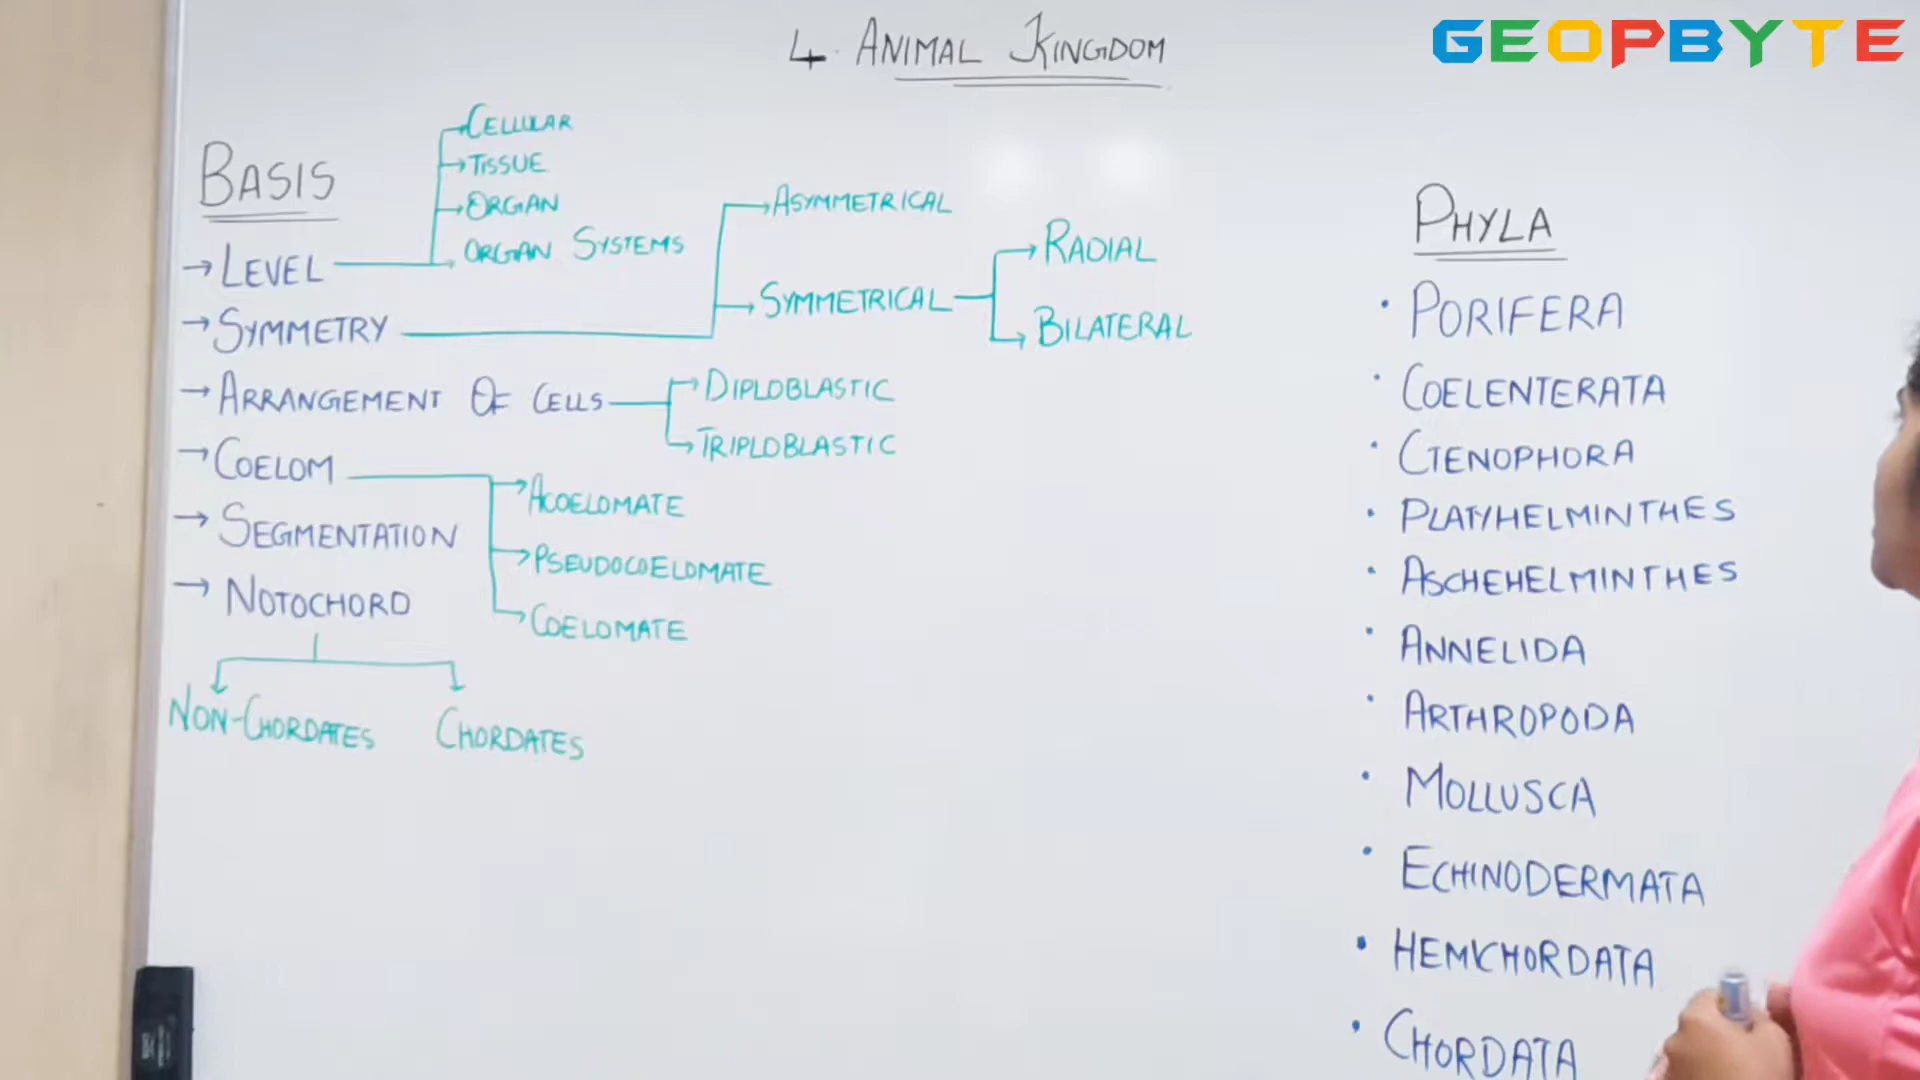 GEOPBYTE
4. ANIMAL KINGDOM
BASIS
→ LEVEL
CELLULAR
→ TISSUE
→ ORGAN
ORGAN SYSTEMS
→ SYMMETRY
→ ASYMMETRICAL
→ SYMMETRICAL
→ RADIAL
→ BILATERAL
→ ARRANGEMENT OF CELLS
→ DIPLOBLASTIC
→ TRIPLOBLASTIC
→ COELOM
→ ACOELOMATE
→ PSEUDOCOELOMATE
→ COELOMATE
→ SEGMENTATION
→ NOTOCHORD
NON-CHORDATES
CHORDATES
PHYLA
• PORIFERA
• COELENTERATA
• CTENOPHORA
• PLATYHELMINTHES
• ASCHEHELMINTHES
• ANNELIDA
• ARTHROPODA
• MOLLUSCA
• ECHINODERMATA
• HEMICHORDATA
• CHORDATA